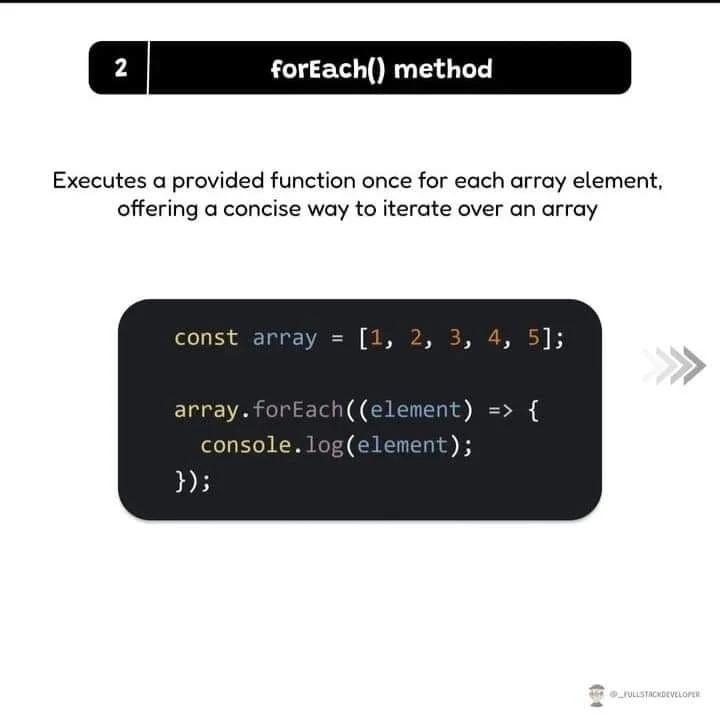 2 forEach() method
Executes a provided function once for each array element,
offering a concise way to iterate over an array
const array = [1, 2, 3, 4, 5];
array.forEach((element) => {
  console.log(element);
});
@_FULLSTACKDEVELOPER